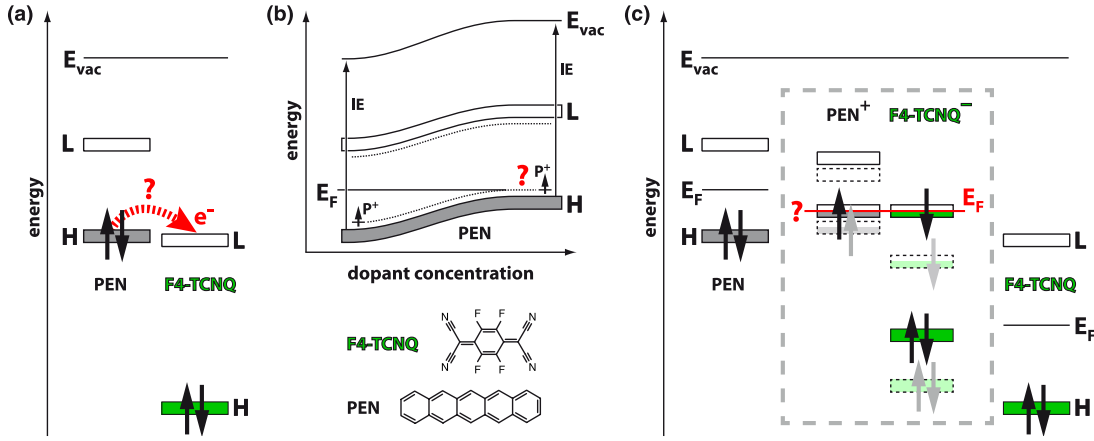 (a)
E_vac
L
?
e⁻
H
L
PEN
F4-TCNQ
H
energy
(b)
E_vac
IE
IE
L
E_F
?
P⁺
P⁺
H
PEN
energy
dopant concentration
F4-TCNQ
N
N
F
F
F
F
N
N
PEN
(c)
E_vac
PEN⁺
F4-TCNQ⁻
L
E_F
?
E_F
H
L
PEN
F4-TCNQ
E_F
H
energy